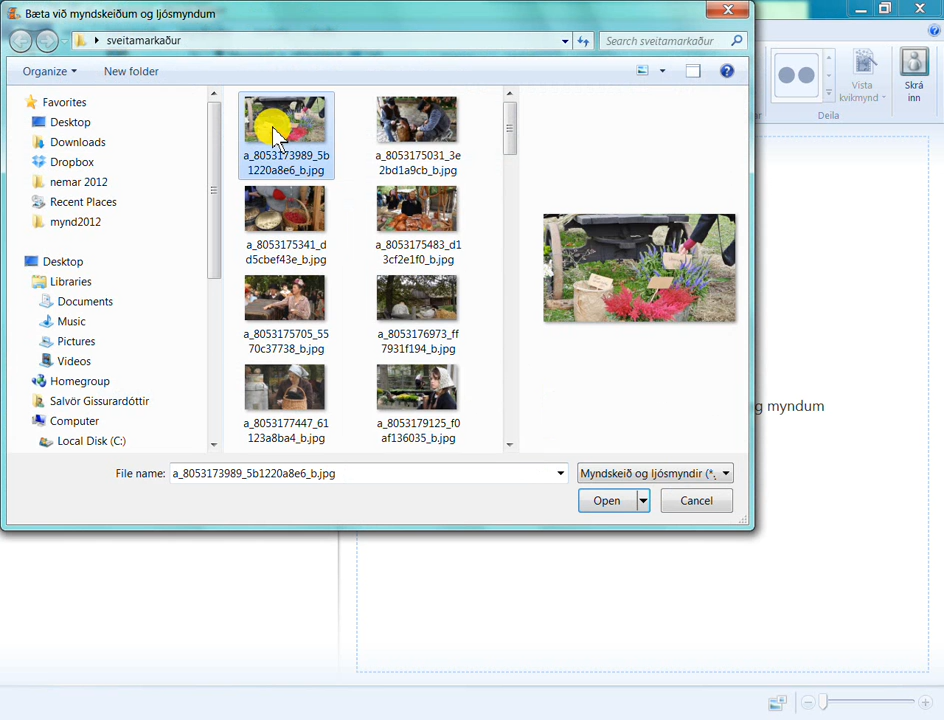 Bæta við myndskeiðum og ljósmyndum
sveitamarkaður
Search sveitamarkaður
Organize
New folder
Favorites
Desktop
Downloads
Dropbox
nemar 2012
Recent Places
mynd2012
Desktop
Libraries
Documents
Music
Pictures
Videos
Homegroup
Salvör Gissurardóttir
Computer
Local Disk (C:)
a_8053173989_5b
1220a8e6_b.jpg
a_8053175031_3e
2bd1a9cb_b.jpg
a_8053175341_d
d5cbef43e_b.jpg
a_8053175483_d1
3cf2e1f0_b.jpg
a_8053175705_55
70c37738_b.jpg
a_8053176973_ff
7931f194_b.jpg
a_8053177447_61
123a8ba4_b.jpg
a_8053179125_f0
af136035_b.jpg
File name:
a_8053173989_5b1220a8e6_b.jpg
Myndskeið og ljósmyndir (*.
Open
Cancel
Vista
kvikmynd
Skrá
inn
Deila
g myndum